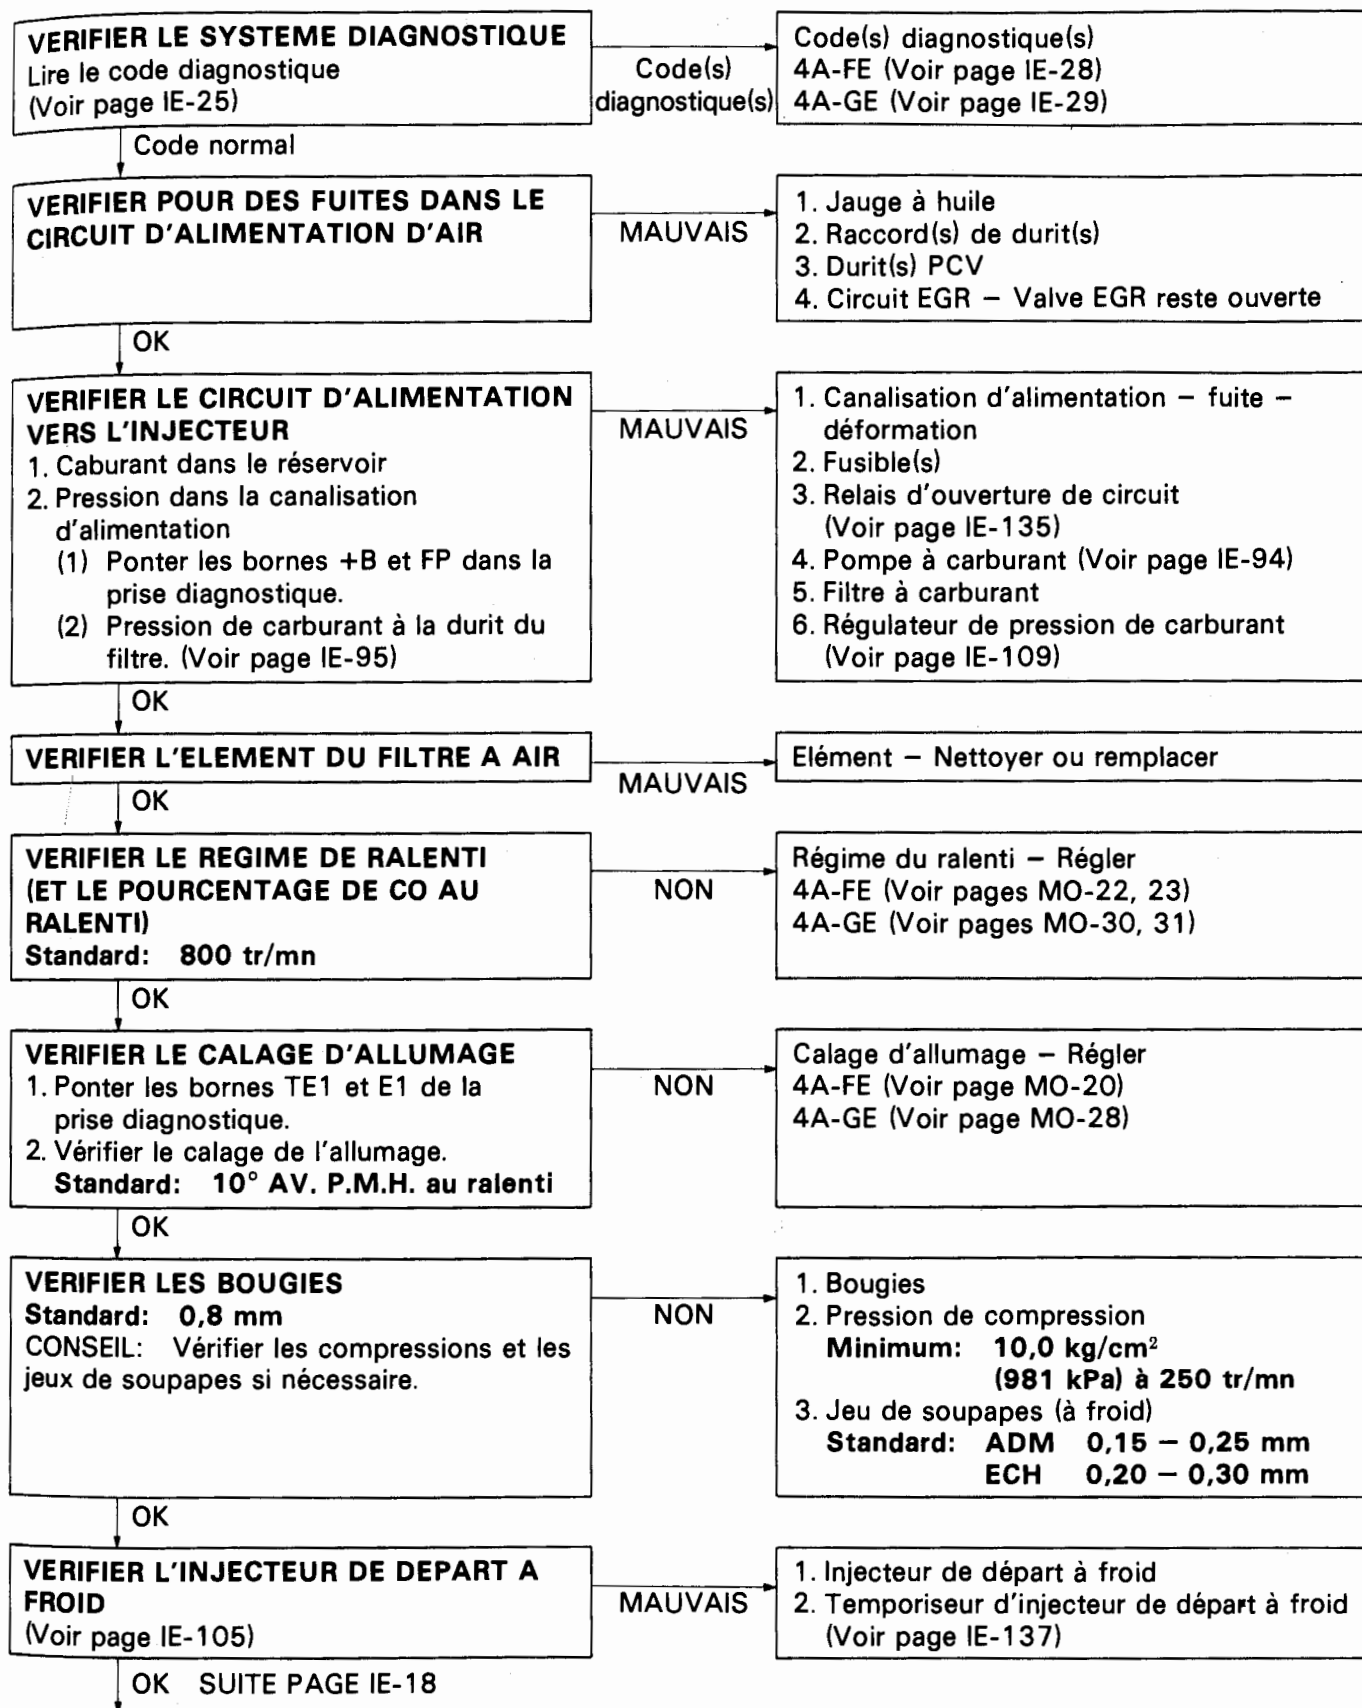 VERIFIER LE SYSTEME DIAGNOSTIQUE
Lire le code diagnostique
(Voir page IE-25)
Code(s)
diagnostique(s)
Code(s) diagnostique(s)
4A-FE (Voir page IE-28)
4A-GE (Voir page IE-29)
Code normal
VERIFIER POUR DES FUITES DANS LE
CIRCUIT D'ALIMENTATION D'AIR
MAUVAIS
1. Jauge à huile
2. Raccord(s) de durit(s)
3. Durit(s) PCV
4. Circuit EGR – Valve EGR reste ouverte
OK
VERIFIER LE CIRCUIT D'ALIMENTATION
VERS L'INJECTEUR
1. Caburant dans le réservoir
2. Pression dans la canalisation
d'alimentation
(1) Ponter les bornes +B et FP dans la
prise diagnostique.
(2) Pression de carburant à la durit du
filtre. (Voir page IE-95)
MAUVAIS
1. Canalisation d'alimentation – fuite –
déformation
2. Fusible(s)
3. Relais d'ouverture de circuit
(Voir page IE-135)
4. Pompe à carburant (Voir page IE-94)
5. Filtre à carburant
6. Régulateur de pression de carburant
(Voir page IE-109)
OK
VERIFIER L'ELEMENT DU FILTRE A AIR
MAUVAIS
Elément – Nettoyer ou remplacer
OK
VERIFIER LE REGIME DE RALENTI
(ET LE POURCENTAGE DE CO AU
RALENTI)
Standard: 800 tr/mn
NON
Régime du ralenti – Régler
4A-FE (Voir pages MO-22, 23)
4A-GE (Voir pages MO-30, 31)
OK
VERIFIER LE CALAGE D'ALLUMAGE
1. Ponter les bornes TE1 et E1 de la
prise diagnostique.
2. Vérifier le calage de l'allumage.
Standard: 10° AV. P.M.H. au ralenti
NON
Calage d'allumage – Régler
4A-FE (Voir page MO-20)
4A-GE (Voir page MO-28)
OK
VERIFIER LES BOUGIES
Standard: 0,8 mm
CONSEIL: Vérifier les compressions et les
jeux de soupapes si nécessaire.
NON
1. Bougies
2. Pression de compression
Minimum: 10,0 kg/cm²
(981 kPa) à 250 tr/mn
3. Jeu de soupapes (à froid)
Standard: ADM 0,15 – 0,25 mm
ECH 0,20 – 0,30 mm
OK
VERIFIER L'INJECTEUR DE DEPART A
FROID
(Voir page IE-105)
MAUVAIS
1. Injecteur de départ à froid
2. Temporiseur d'injecteur de départ à froid
(Voir page IE-137)
OK SUITE PAGE IE-18